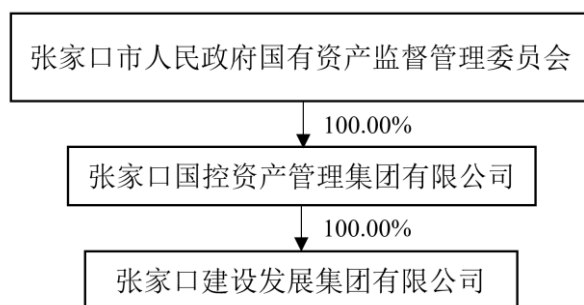 张家口市人民政府国有资产监督管理委员会
100.00%
张家口国控资产管理集团有限公司
100.00%
张家口建设发展集团有限公司